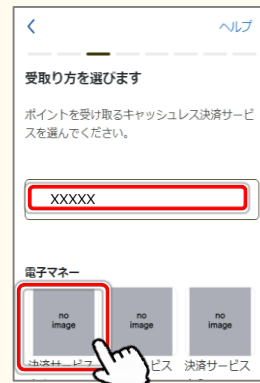 ヘルプ
受取り方を選びます
ポイントを受け取るキャッシュレス決済サービ
スを選んでください。
XXXXX
電子マネー
no image
no image
no image
決済サービス
ビス
決済サービス